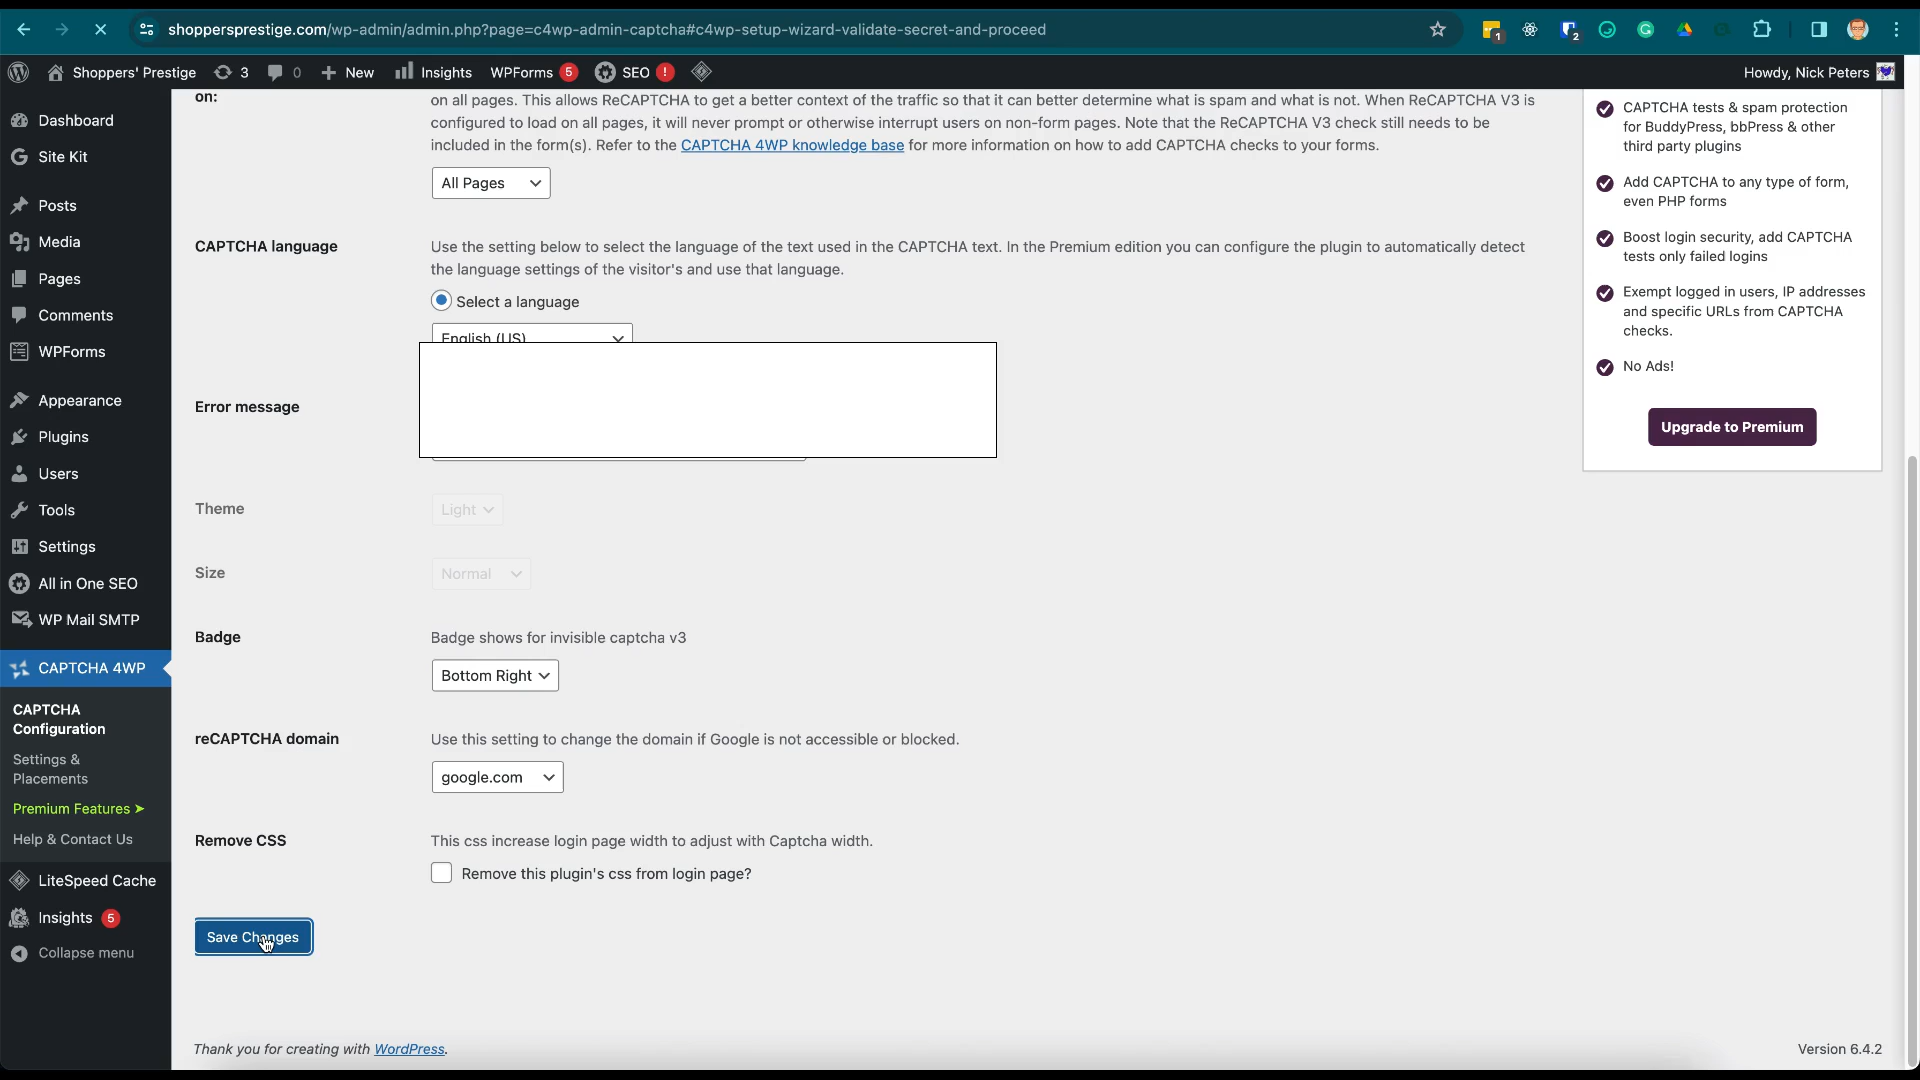 shoppersprestige.com/wp-admin/admin.php?page=c4wp-admin-captcha#c4wp-setup-wizard-validate-secret-and-proceed
1
2
Shoppers' Prestige
3
0
New
Insights
WPForms 5
SEO !
Howdy, Nick Peters
Dashboard
Site Kit
Posts
Media
Pages
Comments
WPForms
Appearance
Plugins
Users
Tools
Settings
All in One SEO
WP Mail SMTP
CAPTCHA 4WP
CAPTCHA
Configuration
Settings &
Placements
Premium Features ➤
Help & Contact Us
LiteSpeed Cache
Insights 5
Collapse menu
on:
on all pages. This allows ReCAPTCHA to get a better context of the traffic so that it can better determine what is spam and what is not. When ReCAPTCHA V3 is
configured to load on all pages, it will never prompt or otherwise interrupt users on non-form pages. Note that the ReCAPTCHA V3 check still needs to be
included in the form(s). Refer to the CAPTCHA 4WP knowledge base for more information on how to add CAPTCHA checks to your forms.
All Pages
CAPTCHA language
Use the setting below to select the language of the text used in the CAPTCHA text. In the Premium edition you can configure the plugin to automatically detect
the language settings of the visitor's and use that language.
Select a language
English (US)
Error message
Theme
Light
Size
Normal
Badge
Badge shows for invisible captcha v3
Bottom Right
reCAPTCHA domain
Use this setting to change the domain if Google is not accessible or blocked.
google.com
Remove CSS
This css increase login page width to adjust with Captcha width.
Remove this plugin's css from login page?
Save Changes
CAPTCHA tests & spam protection
for BuddyPress, bbPress & other
third party plugins
Add CAPTCHA to any type of form,
even PHP forms
Boost login security, add CAPTCHA
tests only failed logins
Exempt logged in users, IP addresses
and specific URLs from CAPTCHA
checks.
No Ads!
Upgrade to Premium
Thank you for creating with WordPress.
Version 6.4.2